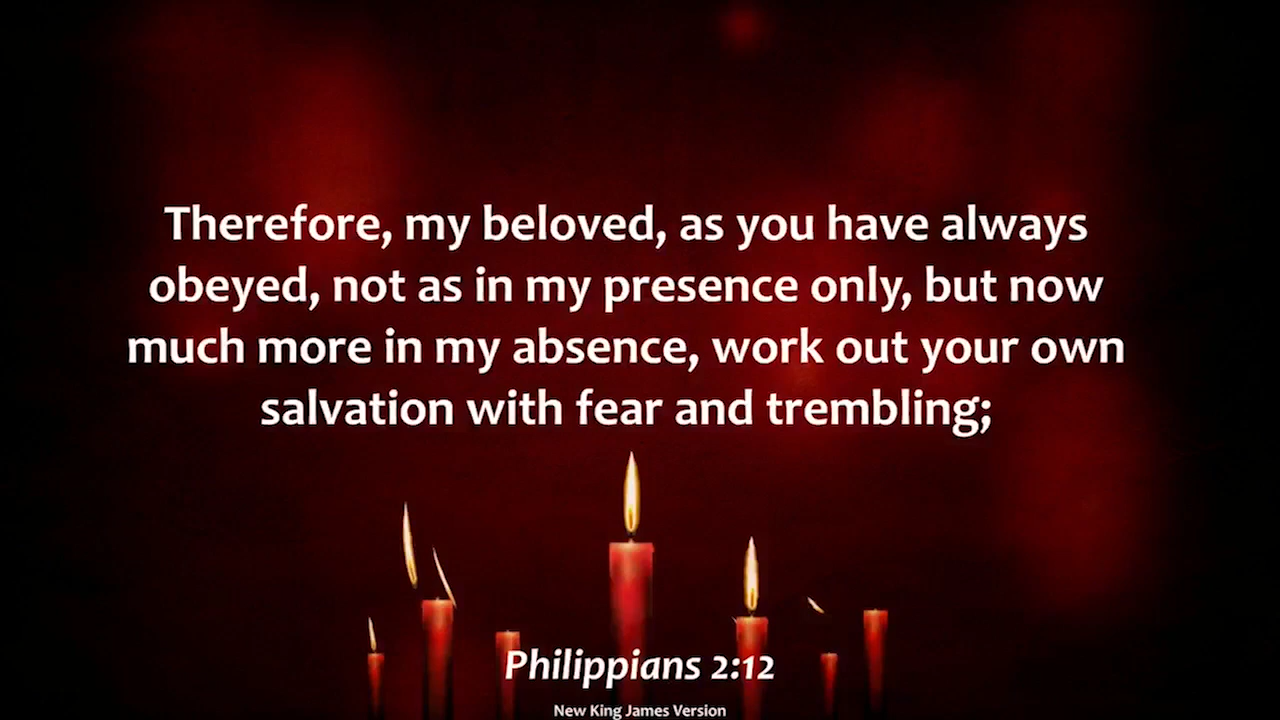 Therefore, my beloved, as you have always
obeyed, not as in my presence only, but now
much more in my absence, work out your own
salvation with fear and trembling;
Philippians 2:12
New King James Version